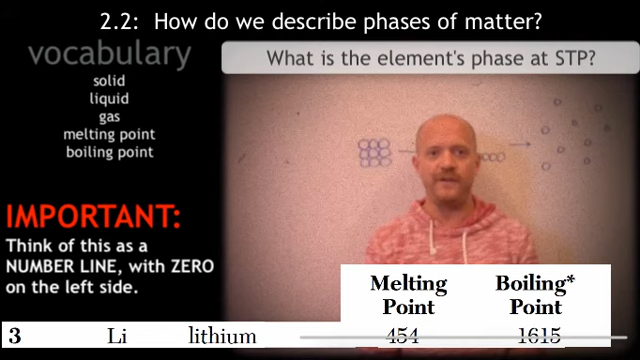 2.2: How do we describe phases of matter?
vocabulary
solid
liquid
gas
melting point
boiling point
What is the element's phase at STP?
IMPORTANT:
Think of this as a
NUMBER LINE, with ZERO
on the left side.
Melting Boiling*
Point Point
3 Li lithium 454 1615